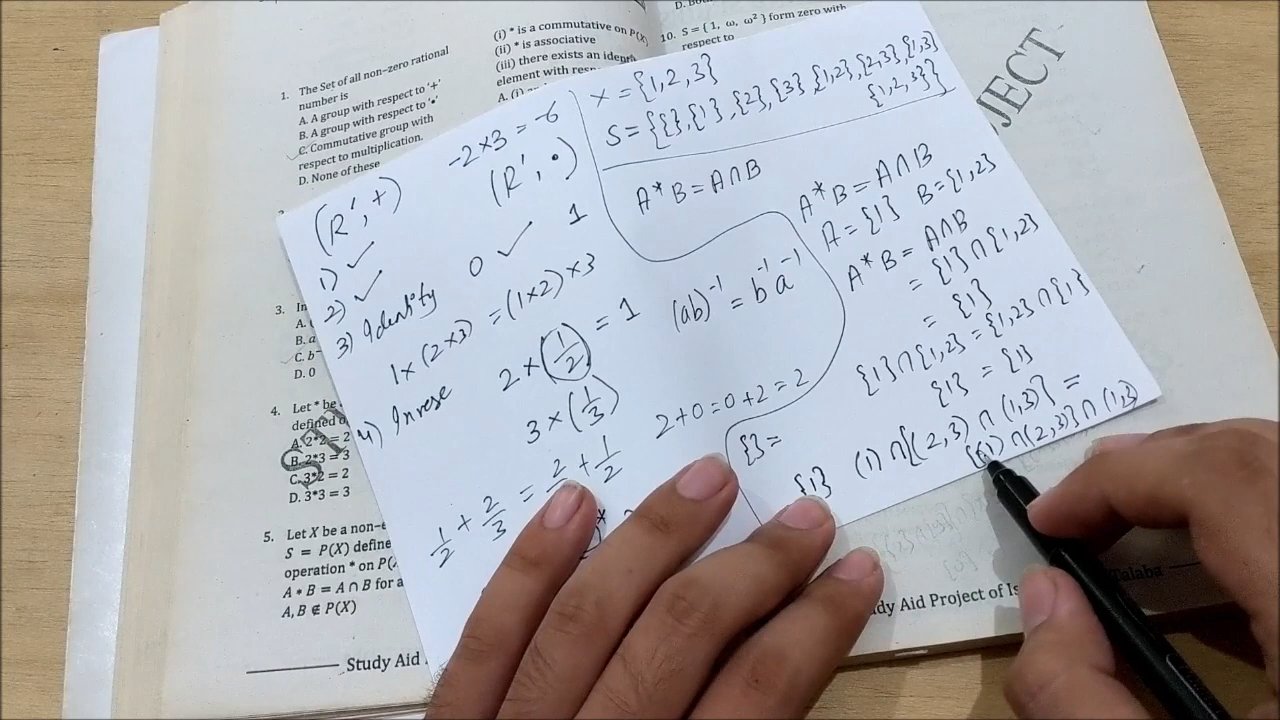 1. The Set of all non-zero rational
number is
A. A group with respect to '+'
B. A group with respect to '•'
C. Commutative group with
respect to multiplication.
D. None of these
3. In
A.
B. a
C. b⁻
D. 0
4. Let * be
defined o
A. 2*2 = 2
B. 2*3 = 3
C. 3*2 = 2
D. 3*3 = 3
5. Let X be a non-e
S = P(X) define
operation * on P(
A * B = A ∩ B for a
A, B ∉ P(X)
Study Aid
(i) * is a commutative on P(X)
(ii) * is associative
(iii) there exists an identi
element with resp
A. (i)
10. S = { 1, ω, ω² } form zero with
respect to
JECT
-2×3 = -6
(R', +)
(R', •)
1) ✓
2) ✓
3) Identity 0 ✓ 1
1×(2×3) = (1×2)×3
4) Invese
2×(1/2) = 1
3×(1/3)
1/2 + 2/3 = 2/3 + 1/2
2+0 = 0+2 = 2
X = {1,2,3}
S = {{},{1},{2},{3},{1,2},{2,3},{1,3}
{1,2,3}}
A*B = A∩B
(ab)⁻¹ = b⁻¹a⁻¹
A*B = A∩B
A = {1} B = {1,2}
A*B = A∩B
= {1}∩{1,2}
= {1}
{1}∩{1,2} = {1,2}∩{1}
{1} = {1}
{}=
{1} (1)∩{(2,3)∩(1,3)} =
∩(2,3)}∩(1,3)
dy Aid Project of Is
Talaba